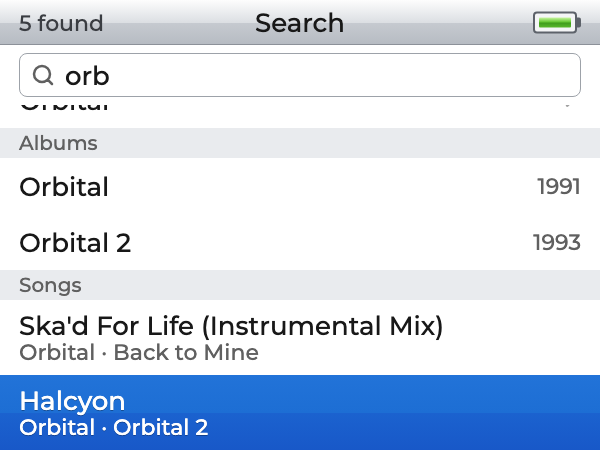 5 found
Search
orb
Orbital
Albums
Orbital 1991
Orbital 2 1993
Songs
Ska'd For Life (Instrumental Mix)
Orbital · Back to Mine
Halcyon
Orbital · Orbital 2